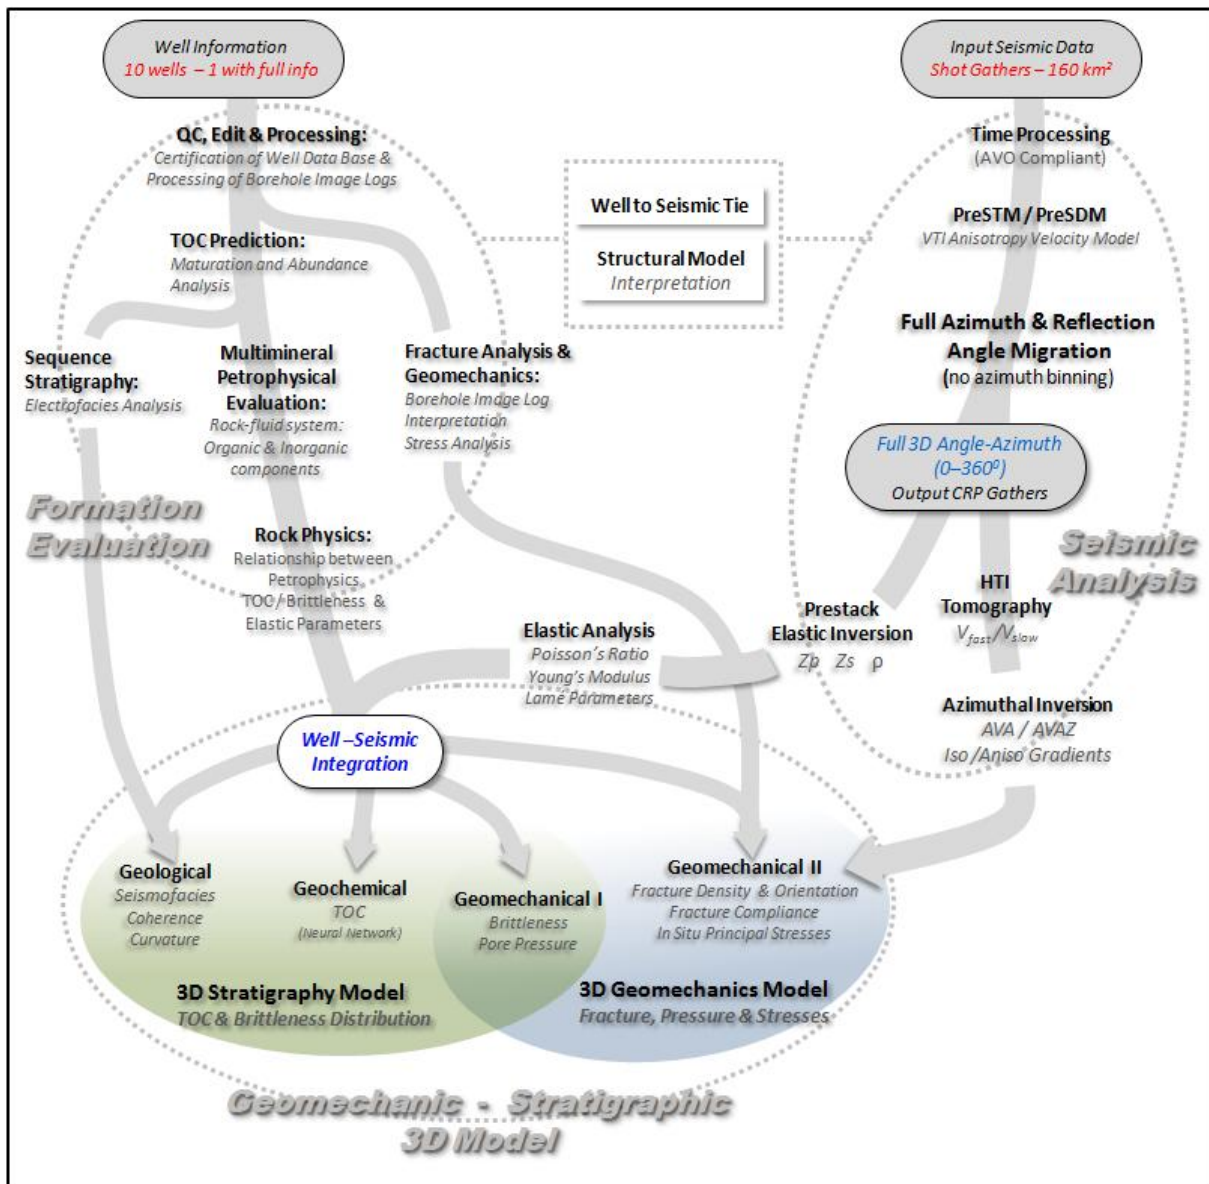 Well Information
10 wells – 1 with full info
Input Seismic Data
Shot Gathers – 160 km²
QC, Edit & Processing:
Certification of Well Data Base &
Processing of Borehole Image Logs
TOC Prediction:
Maturation and Abundance
Analysis
Sequence
Stratigraphy:
Electrofacies Analysis
Multimineral
Petrophysical
Evaluation:
Rock-fluid system:
Organic & Inorganic
components
Fracture Analysis &
Geomechanics:
Borehole Image Log
Interpretation
Stress Analysis
Formation
Evaluation
Rock Physics:
Relationship between
Petrophysics
TOC / Brittleness &
Elastic Parameters
Well to Seismic Tie
Structural Model
Interpretation
Time Processing
(AVO Compliant)
PreSTM / PreSDM
VTI Anisotropy Velocity Model
Full Azimuth & Reflection
Angle Migration
(no azimuth binning)
Full 3D Angle-Azimuth
(0–360⁰)
Output CRP Gathers
Seismic
Analysis
HTI
Tomography
V_fast/V_slow
Prestack
Elastic Inversion
Zp Zs ρ
Elastic Analysis
Poisson's Ratio
Young's Modulus
Lamé Parameters
Azimuthal Inversion
AVA / AVAZ
Iso /Aniso Gradients
Well –Seismic
Integration
Geological
Seismofacies
Coherence
Curvature
Geochemical
TOC
(Neural Network)
Geomechanical I
Brittleness
Pore Pressure
Geomechanical II
Fracture Density & Orientation
Fracture Compliance
In Situ Principal Stresses
3D Stratigraphy Model
TOC & Brittleness Distribution
3D Geomechanics Model
Fracture, Pressure & Stresses
Geomechanic - Stratigraphic
3D Model